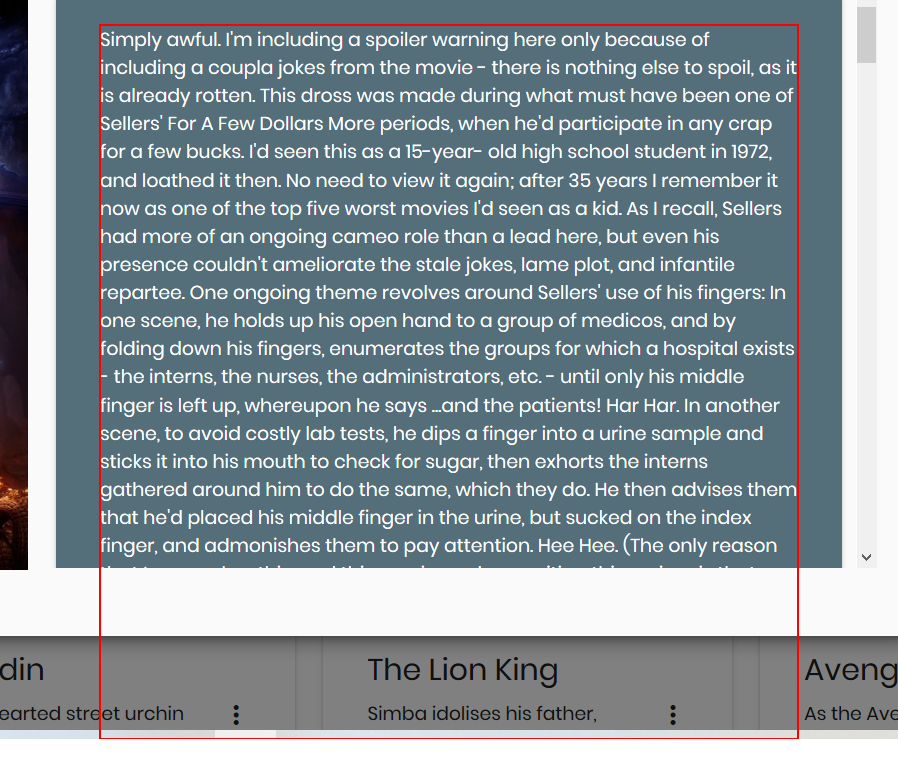 Simply awful. I'm including a spoiler warning here only because of
including a coupla jokes from the movie - there is nothing else to spoil, as it
is already rotten. This dross was made during what must have been one of
Sellers' For A Few Dollars More periods, when he'd participate in any crap
for a few bucks. I'd seen this as a 15-year- old high school student in 1972,
and loathed it then. No need to view it again; after 35 years I remember it
now as one of the top five worst movies I'd seen as a kid. As I recall, Sellers
had more of an ongoing cameo role than a lead here, but even his
presence couldn't ameliorate the stale jokes, lame plot, and infantile
repartee. One ongoing theme revolves around Sellers' use of his fingers: In
one scene, he holds up his open hand to a group of medicos, and by
folding down his fingers, enumerates the groups for which a hospital exists
- the interns, the nurses, the administrators, etc. - until only his middle
finger is left up, whereupon he says ...and the patients! Har Har. In another
scene, to avoid costly lab tests, he dips a finger into a urine sample and
sticks it into his mouth to check for sugar, then exhorts the interns
gathered around him to do the same, which they do. He then advises them
that he'd placed his middle finger in the urine, but sucked on the index
finger, and admonishes them to pay attention. Hee Hee. (The only reason
din
The Lion King
Aveng
earted street urchin
Simba idolises his father,
As the Ave